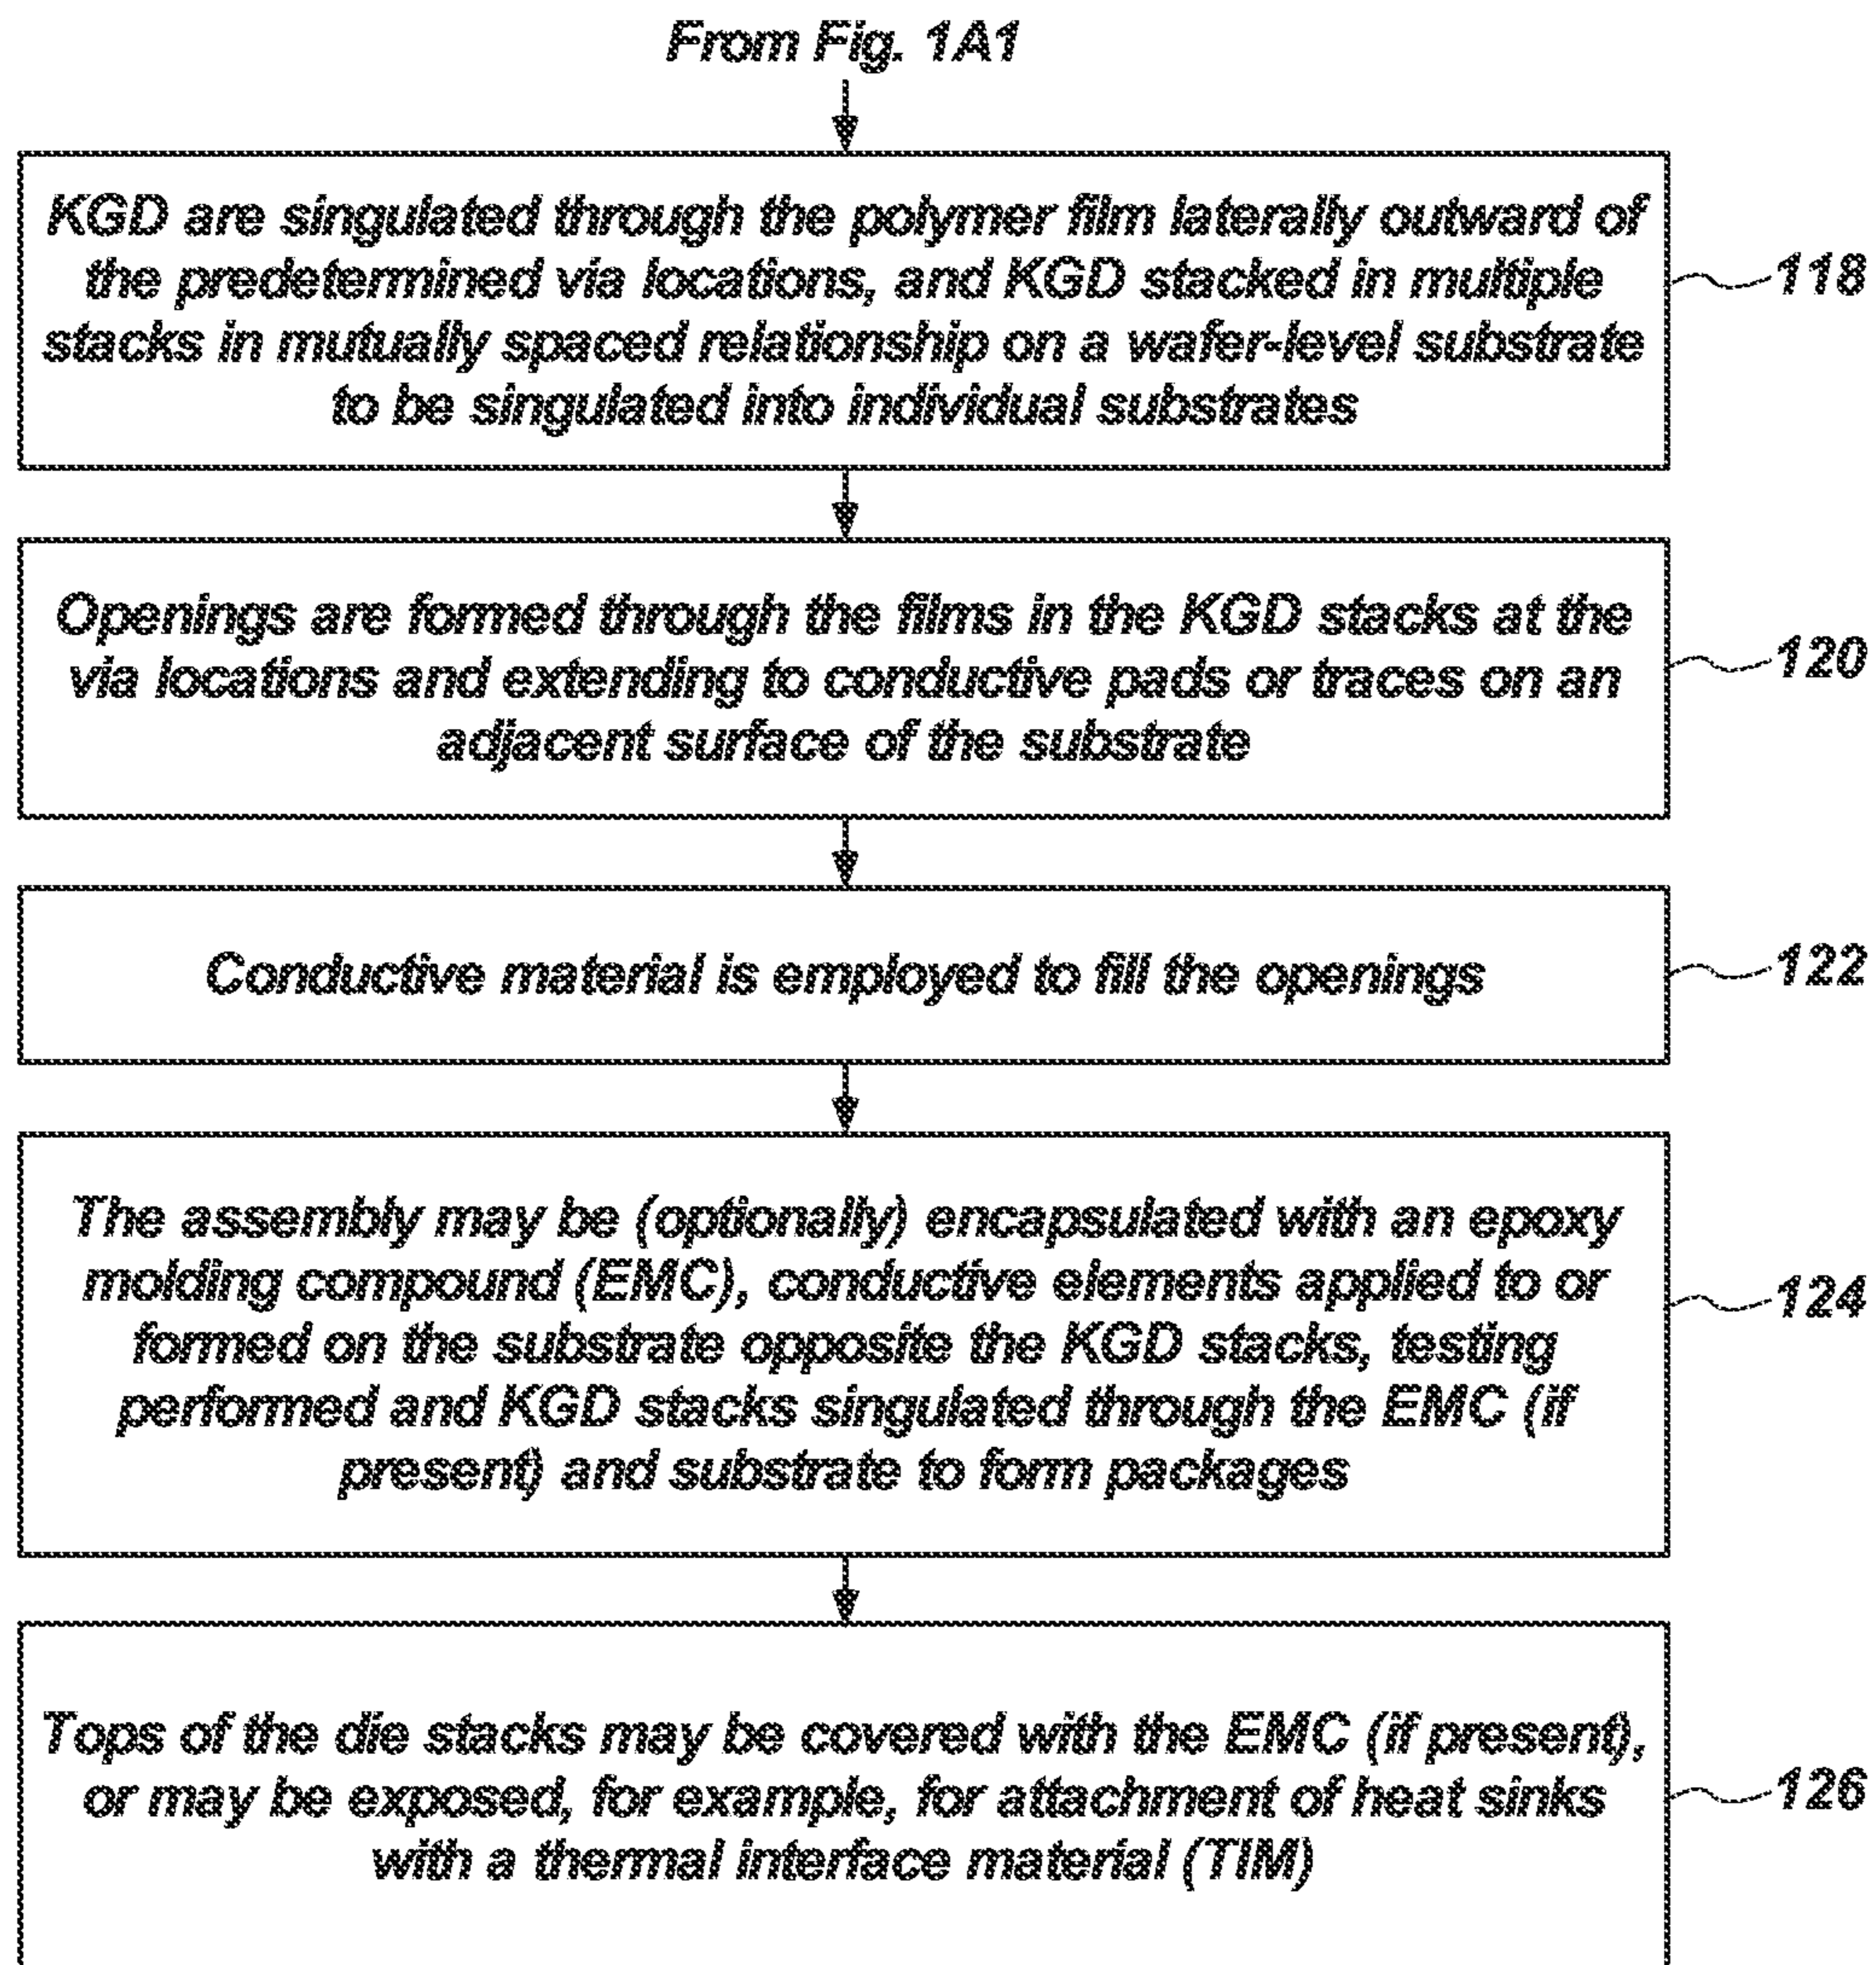 From Fig. 1A1
KGD are singulated through the polymer film laterally outward of
the predetermined via locations, and KGD stacked in multiple
stacks in mutually spaced relationship on a wafer-level substrate
to be singulated into individual substrates
118
Openings are formed through the films in the KGD stacks at the
via locations and extending to conductive pads or traces on an
adjacent surface of the substrate
120
Conductive material is employed to fill the openings
122
The assembly may be (optionally) encapsulated with an epoxy
molding compound (EMC), conductive elements applied to or
formed on the substrate opposite the KGD stacks, testing
performed and KGD stacks singulated through the EMC (if
present) and substrate to form packages
124
Tops of the die stacks may be covered with the EMC (if present),
or may be exposed, for example, for attachment of heat sinks
with a thermal interface material (TIM)
126